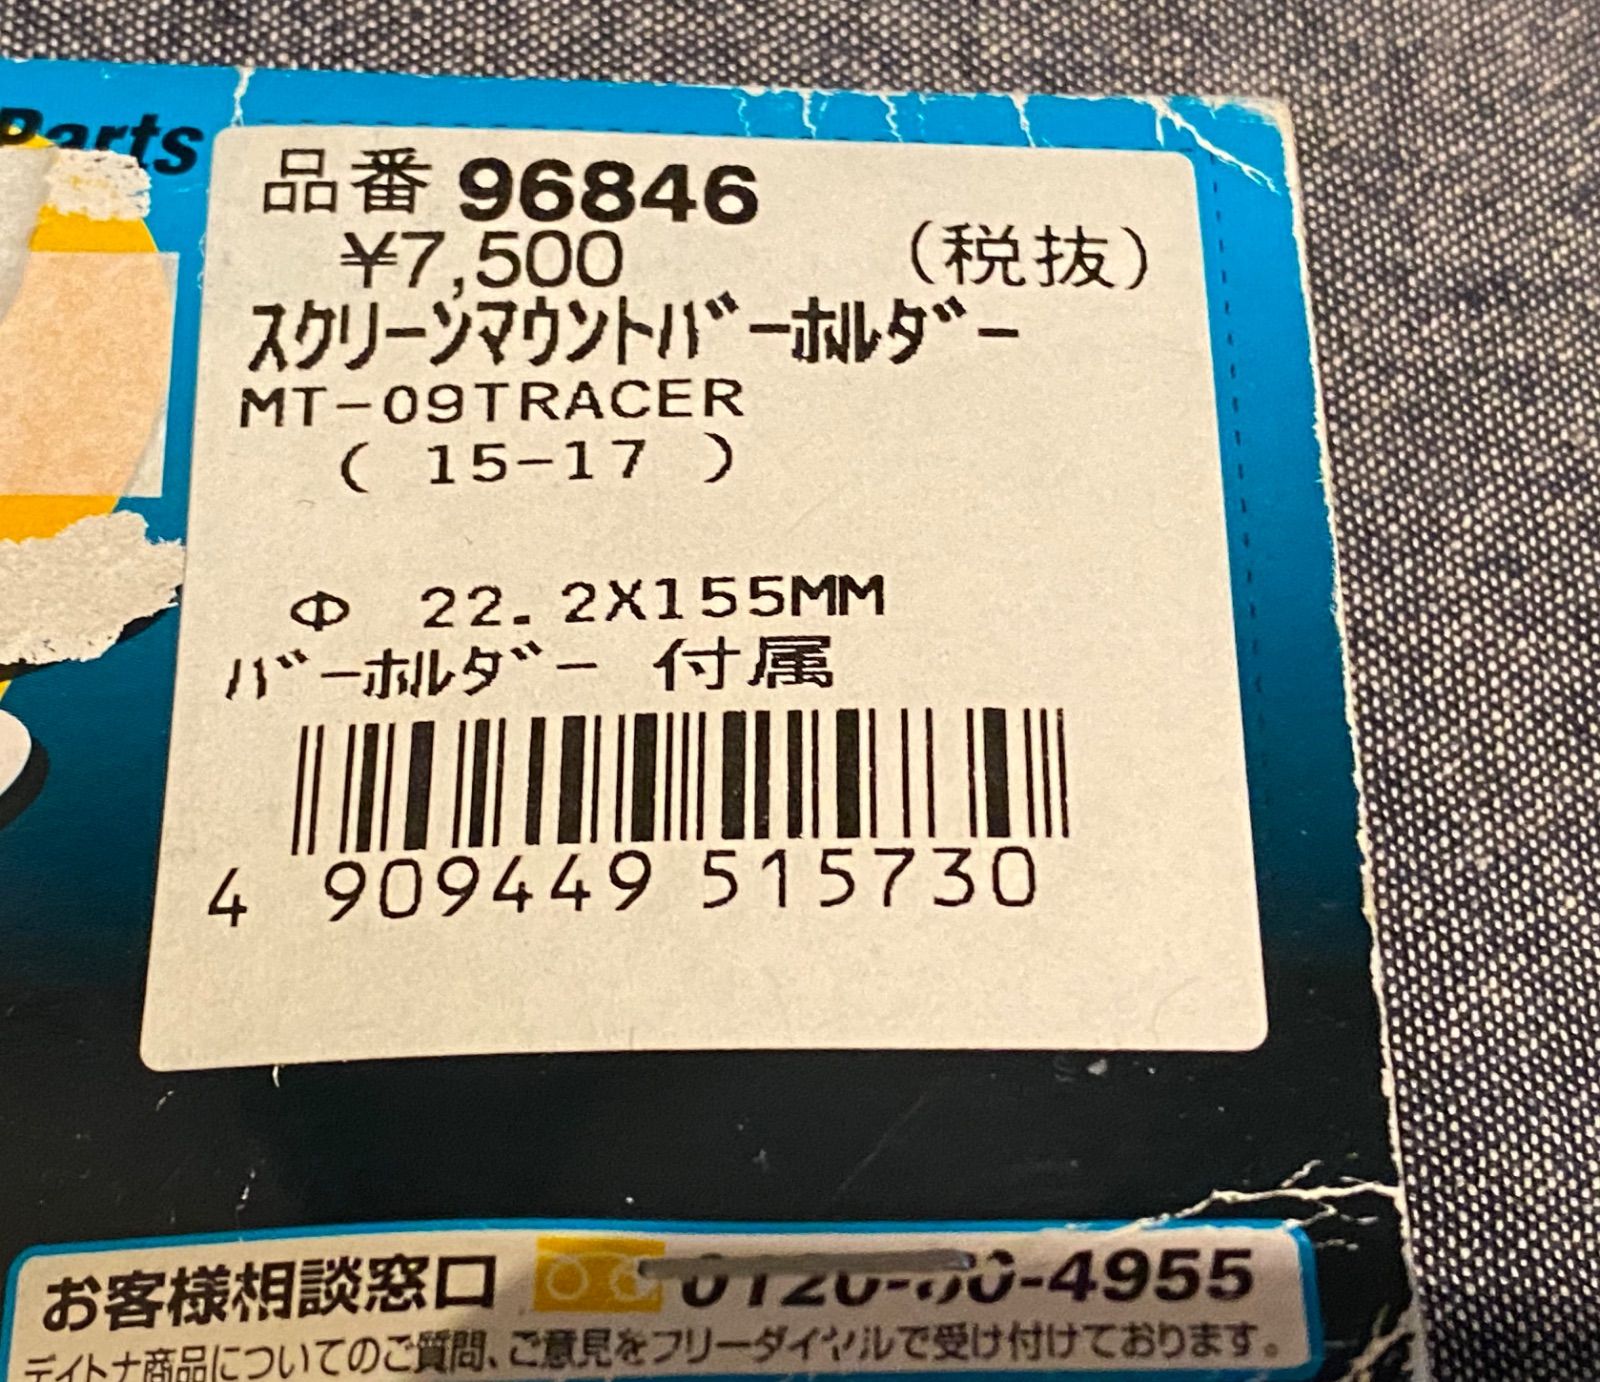 Parts
品番 96846
¥7,500 (税抜)
スクリーンマウントバーホルダー
MT-09TRACER
( 15-17 )
Φ 22.2X155MM
バーホルダー 付属
4 909449 515730
お客様相談窓口 0120-60-4955
デイトナ商品についてのご質問、ご意見をフリーダイヤルで受け付けております。